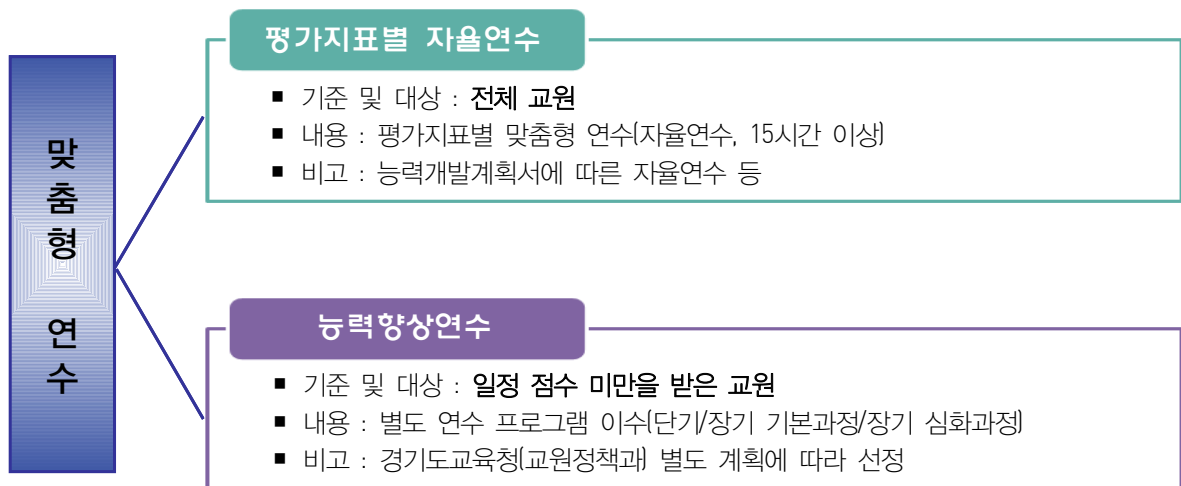 맞춤형 연수
평가지표별 자율연수
■ 기준 및 대상 : 전체 교원
■ 내용 : 평가지표별 맞춤형 연수(자율연수, 15시간 이상)
■ 비고 : 능력개발계획서에 따른 자율연수 등
능력향상연수
■ 기준 및 대상 : 일정 점수 미만을 받은 교원
■ 내용 : 별도 연수 프로그램 이수(단기/장기 기본과정/장기 심화과정)
■ 비고 : 경기도교육청(교원정책과) 별도 계획에 따라 선정